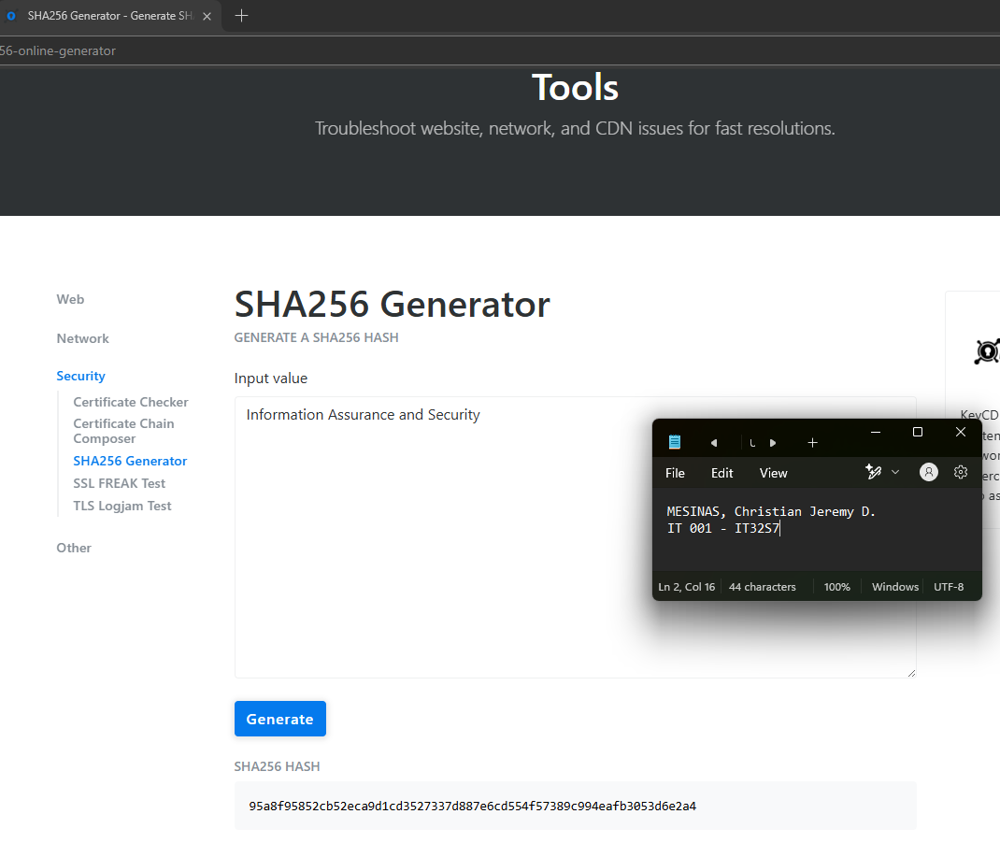 SHA256 Generator - Generate SH
56-online-generator
Tools
Troubleshoot website, network, and CDN issues for fast resolutions.
Web
Network
Security
Certificate Checker
Certificate Chain
Composer
SHA256 Generator
SSL FREAK Test
TLS Logjam Test
Other
SHA256 Generator
GENERATE A SHA256 HASH
Input value
Information Assurance and Security
Generate
SHA256 HASH
95a8f95852cb52eca9d1cd3527337d887e6cd554f57389c994eafb3053d6e2a4
File Edit View
MESINAS, Christian Jeremy D.
IT 001 - IT32S7
Ln 2, Col 16 44 characters 100% Windows UTF-8